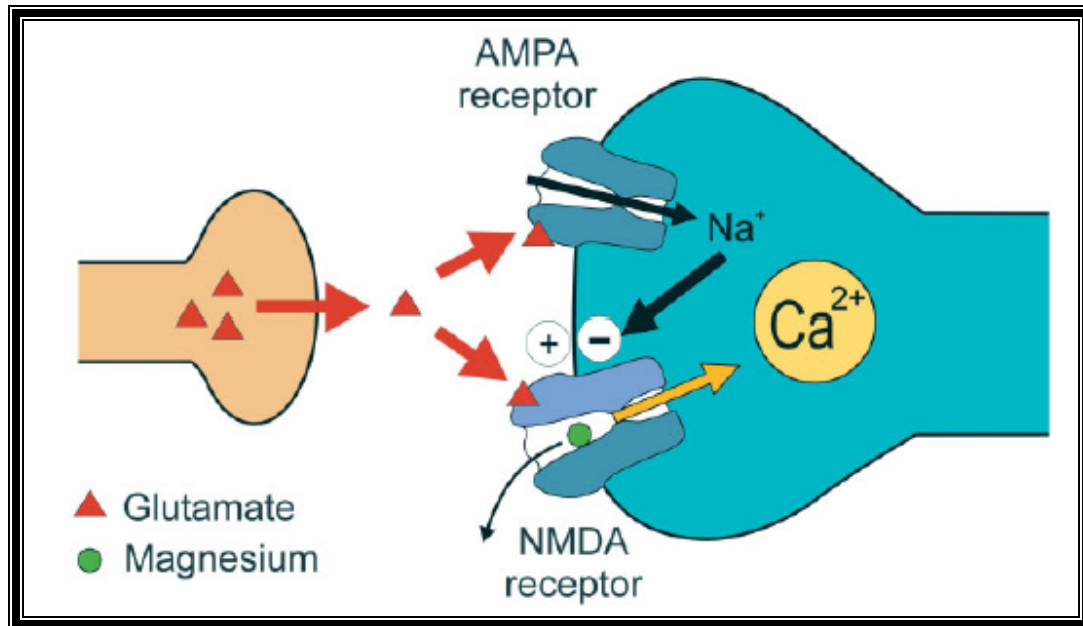 AMPA
receptor
Na⁺
Ca²⁺
+
−
Glutamate
Magnesium
NMDA
receptor